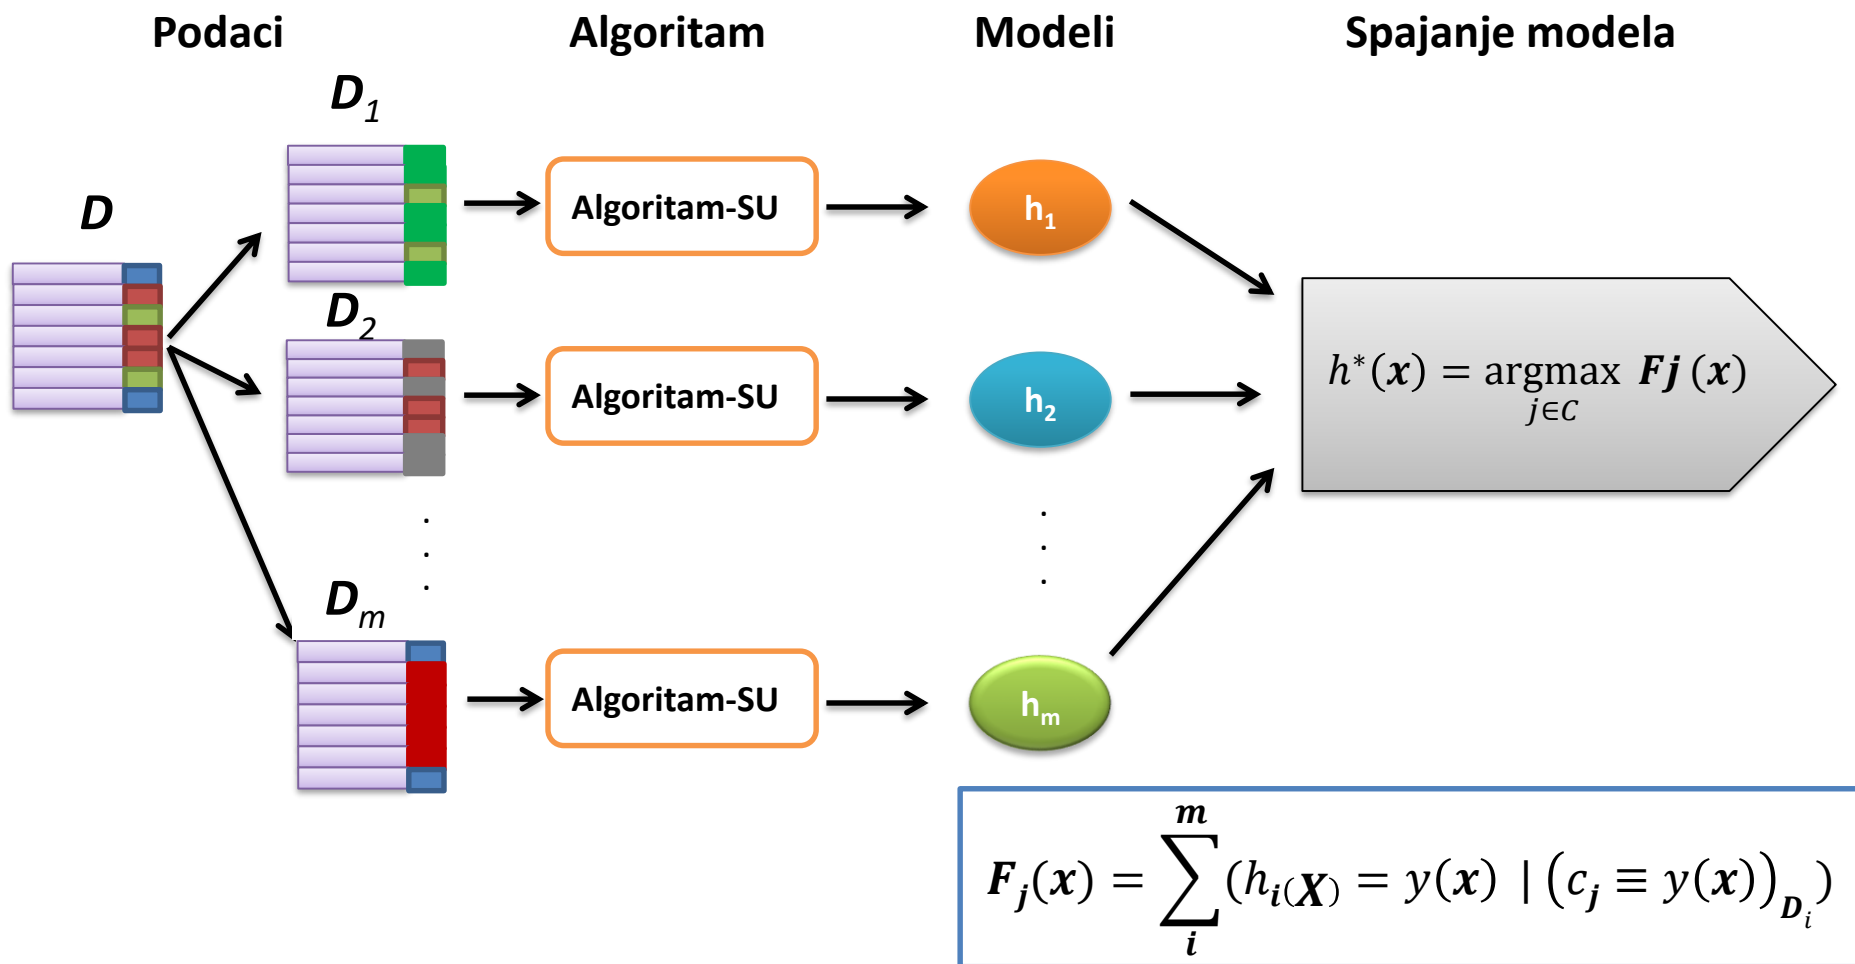 Podaci Algoritam Modeli Spajanje modela
D
D₁
Algoritam-SU
h₁
D₂
Algoritam-SU
h₂
h*(x) = argmax Fj (x)
j∈C
.
.
.
.
.
.
Dₘ
Algoritam-SU
hₘ
m
Fⱼ(x) = ∑(hᵢ(X) = y(x) | (cⱼ ≡ y(x))Dᵢ)
i